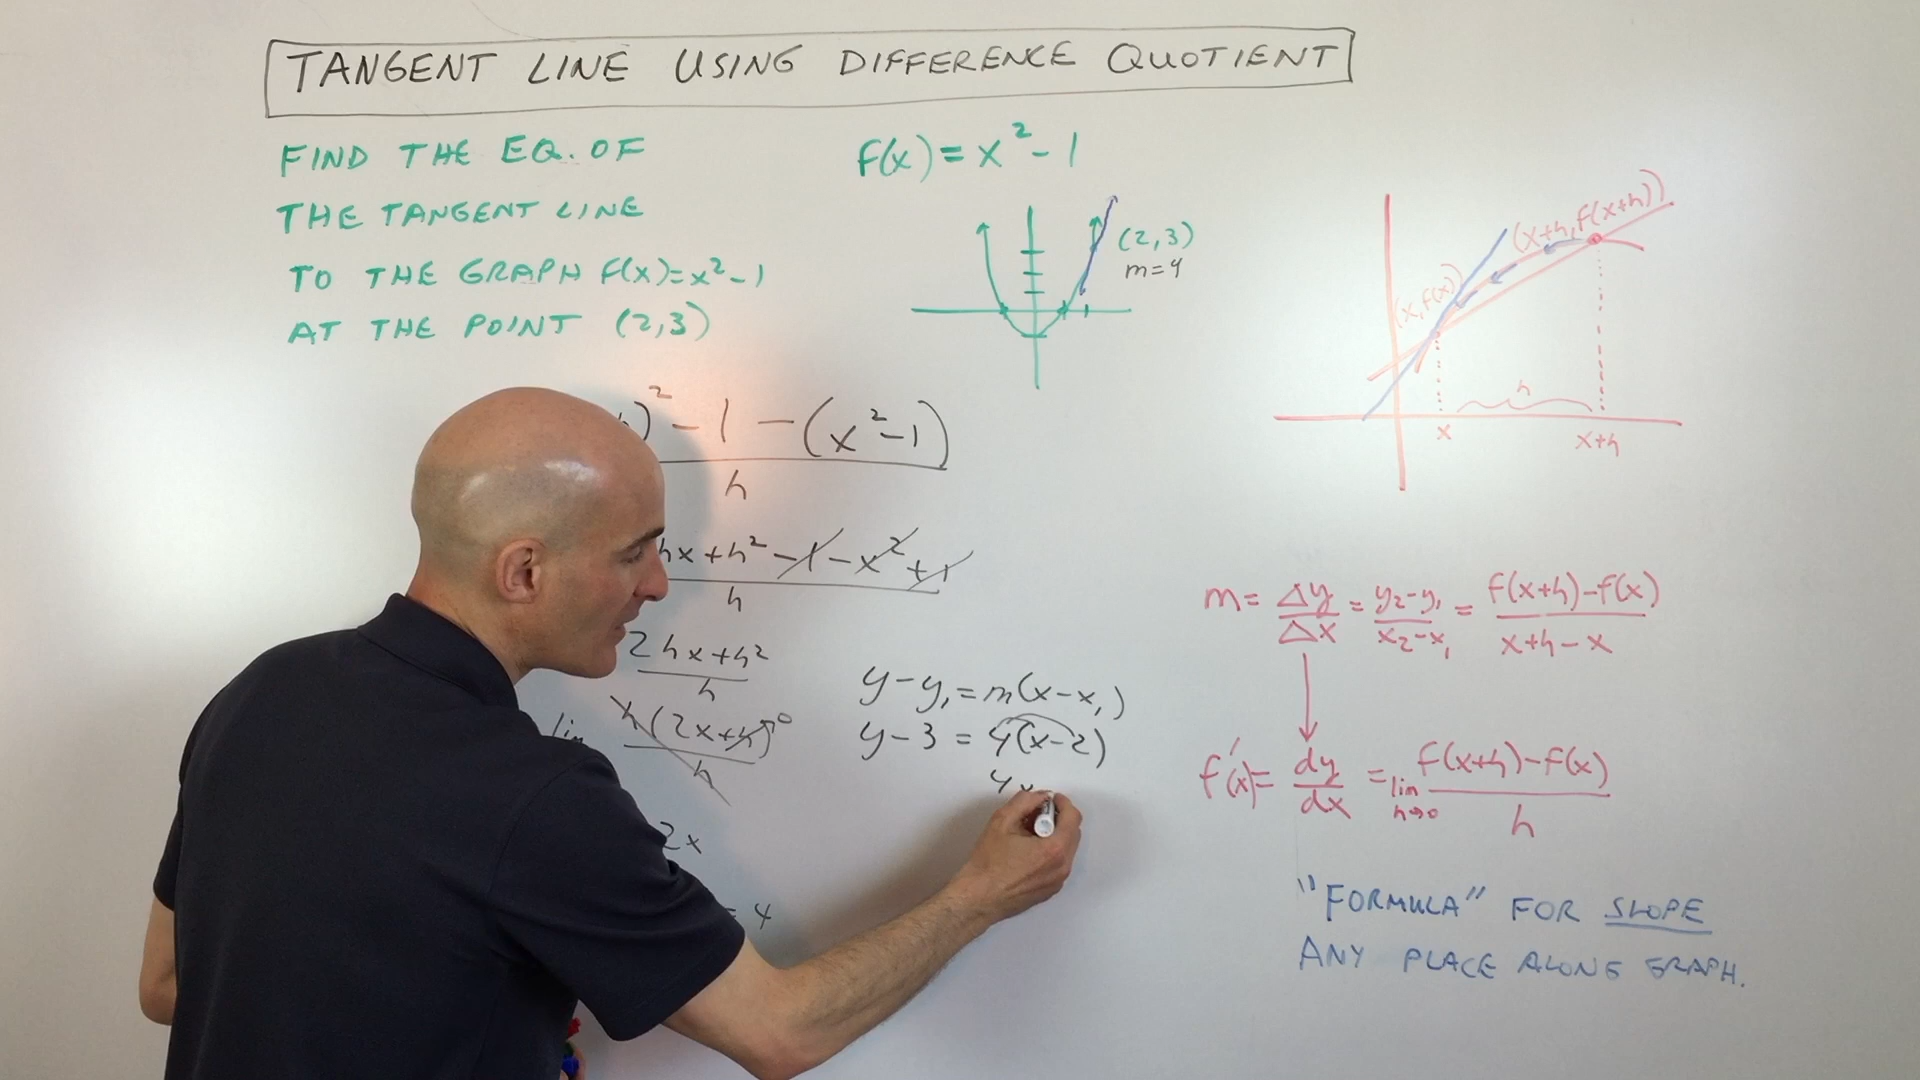 TANGENT LINE USING DIFFERENCE QUOTIENT
FIND THE EQ. OF
THE TANGENT LINE
TO THE GRAPH F(x)=x²-1
AT THE POINT (2,3)
F(x)=x²-1
(2,3)
m=4
)² -1 -(x²-1)
h
hx+h²-1-x²+1
h
2hx+h²
h
lim h(2x+h)⁰
h
2x
= 4
y-y₁=m(x-x₁)
y-3=4(x-2)
4x
(x+h, F(x+h))
(x, F(x))
h
x
x+h
m= Δy/Δx = y₂-y₁/x₂-x₁ = F(x+h)-F(x)/x+h-x
F'(x)= dy/dx = lim h→0 F(x+h)-F(x)/h
"FORMULA" FOR SLOPE
ANY PLACE ALONG GRAPH.